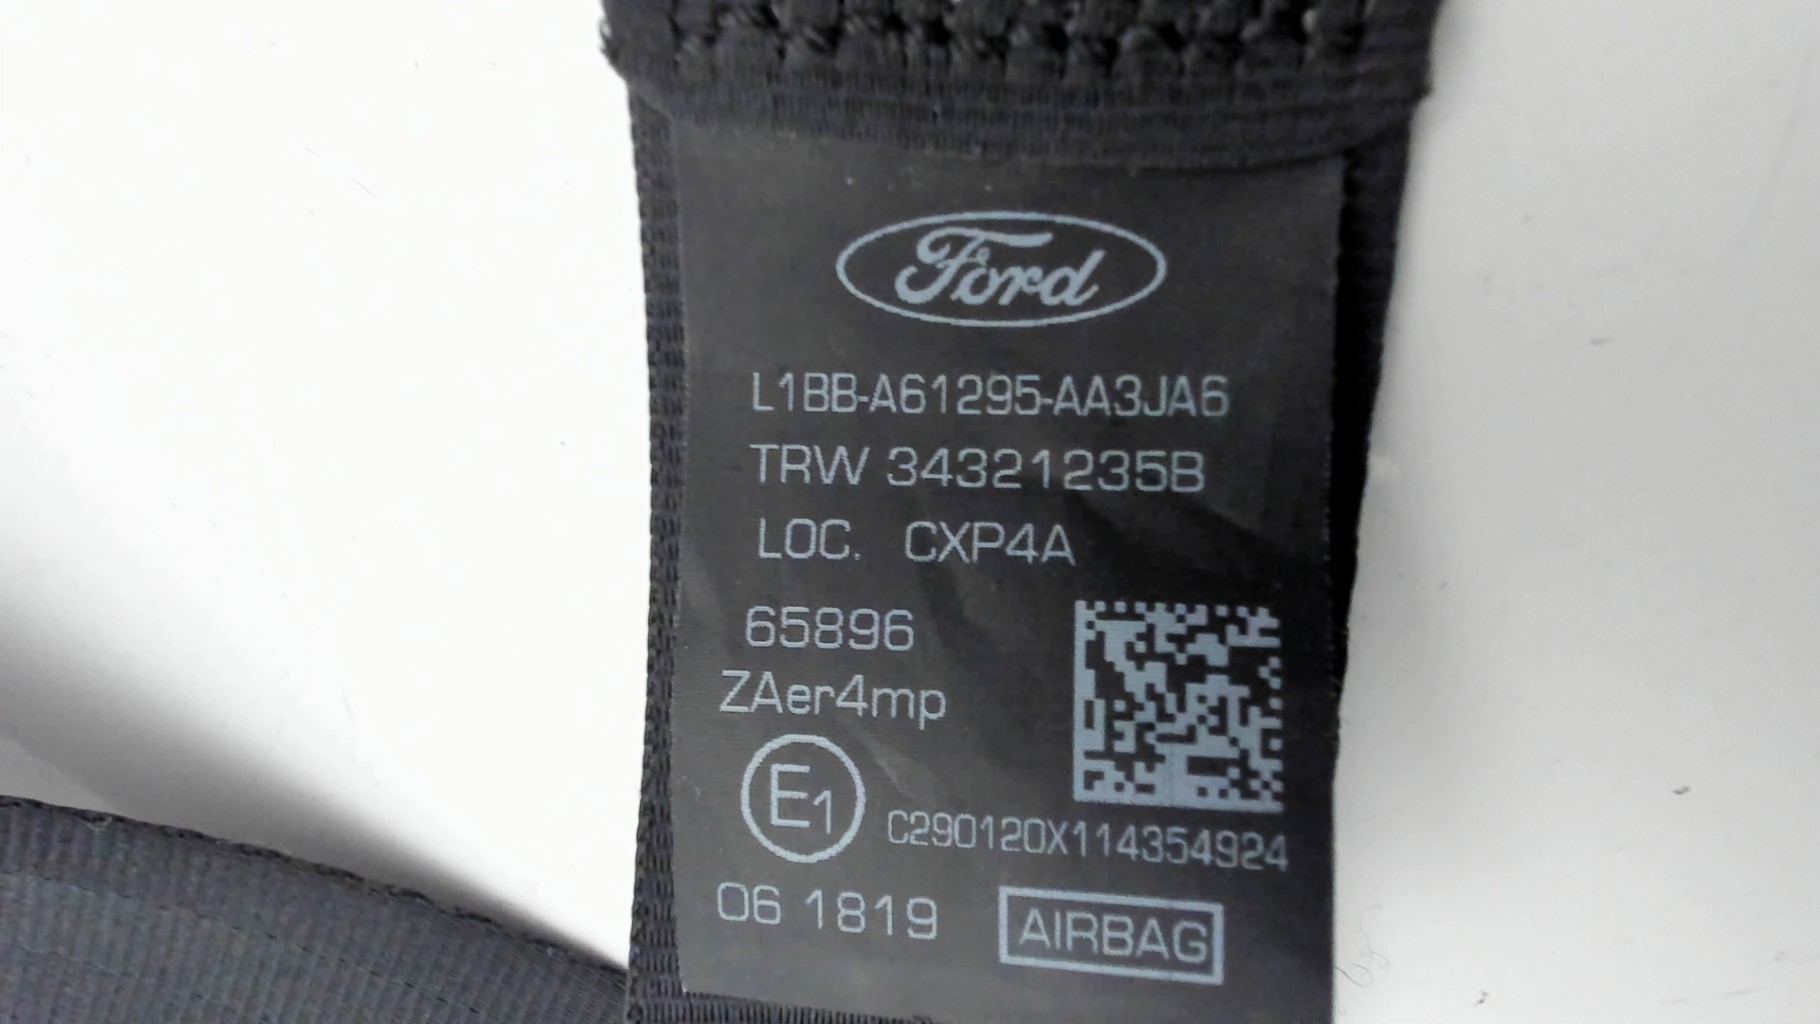 Ford
L1BB-A61295-AA3JA6
TRW 34321235B
LOC. CXP4A
65896
ZAer4mp
E1
C290120X114354924
06 1819
AIRBAG